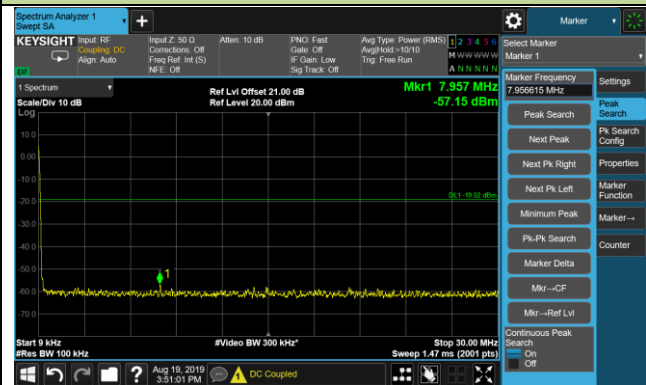 Spectrum Analyzer 1
Swept SA
Marker
KEYSIGHT
Input: RF
Coupling: DC
Align: Auto
Input Z: 50 Ω
Corrections: Off
Freq Ref: Int (S)
NFE: Off
Atten: 10 dB
PNO: Fast
Gate: Off
IF Gain: Low
Sig Track: Off
Avg Type: Power (RMS)
Avg|Hold:>10/10
Trig: Free Run
1 2 3 4 5 6
M W W W W W
A N N N N N
LXI
Select Marker
Marker 1
1 Spectrum
Scale/Div 10 dB
Log
Ref Lvl Offset 21.00 dB
Ref Level 20.00 dBm
Mkr1 7.957 MHz
-57.15 dBm
10.0
0.00
-10.0
-20.0
-30.0
-40.0
-50.0
-60.0
-70.0
DL1 -19.02 dBm
1
Start 9 kHz
#Res BW 100 kHz
#Video BW 300 kHz*
Stop 30.00 MHz
Sweep 1.47 ms (2001 pts)
Marker Frequency
7.956615 MHz
Peak Search
Next Peak
Next Pk Right
Next Pk Left
Minimum Peak
Pk-Pk Search
Marker Delta
Mkr→CF
Mkr→Ref Lvl
Continuous Peak
Search
On
Off
Settings
Peak
Search
Pk Search
Config
Properties
Marker
Function
Marker→
Counter
?
Aug 19, 2019
3:51:01 PM
DC Coupled